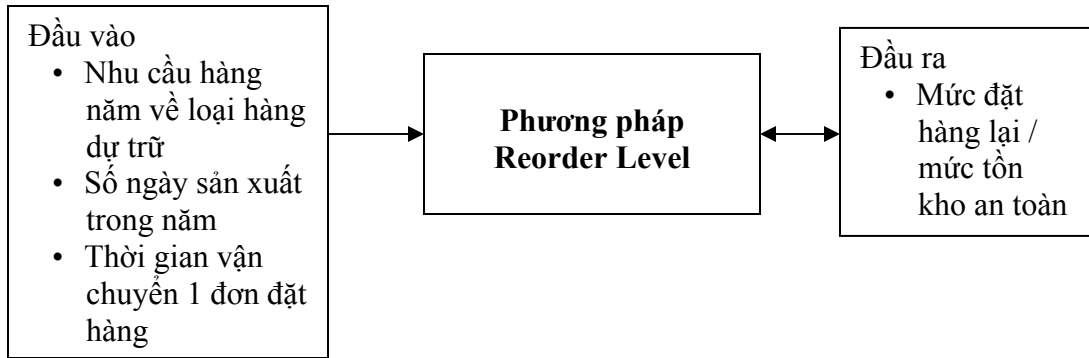 Đầu vào
• Nhu cầu hàng
năm về loại hàng
dự trữ
• Số ngày sản xuất
trong năm
• Thời gian vận
chuyển 1 đơn đặt
hàng
Phương pháp
Reorder Level
Đầu ra
• Mức đặt
hàng lại /
mức tồn
kho an toàn